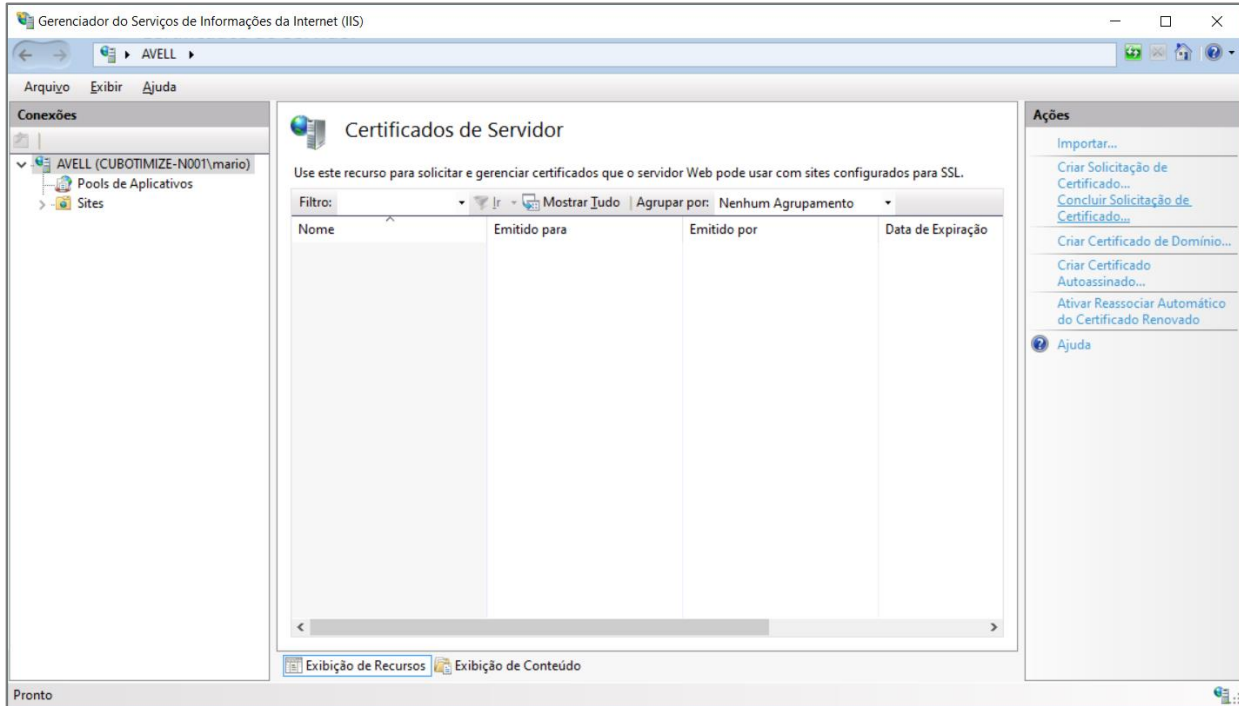 Gerenciador do Serviços de Informações da Internet (IIS)
AVELL
Arquivo Exibir Ajuda
Conexões
AVELL (CUBOTIMIZE-N001\mario)
Pools de Aplicativos
Sites
Certificados de Servidor
Use este recurso para solicitar e gerenciar certificados que o servidor Web pode usar com sites configurados para SSL.
Filtro: Ir Mostrar Tudo Agrupar por: Nenhum Agrupamento
Nome Emitido para Emitido por Data de Expiração
Exibição de Recursos Exibição de Conteúdo
Ações
Importar...
Criar Solicitação de
Certificado...
Concluir Solicitação de
Certificado...
Criar Certificado de Domínio...
Criar Certificado
Autoassinado...
Ativar Reassociar Automático
do Certificado Renovado
Ajuda
Pronto